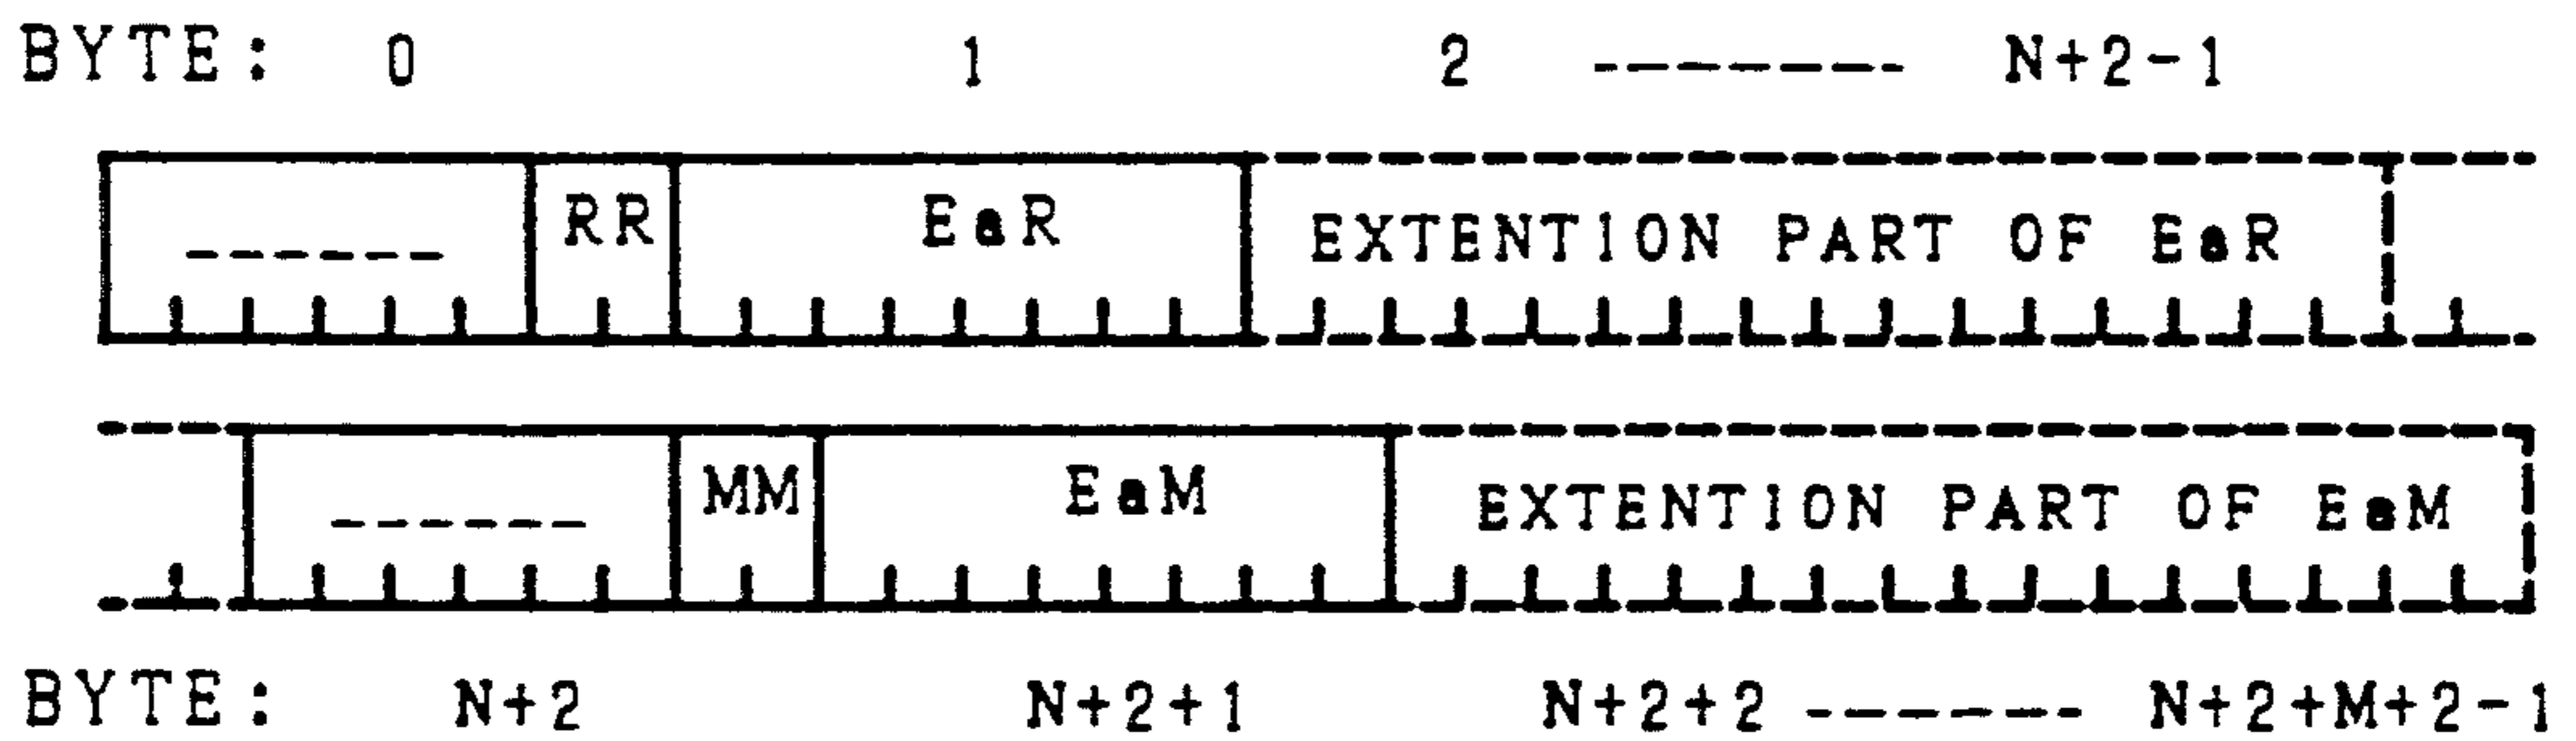 BYTE: 0 1 2 ------- N+2-1
------ RR EaR EXTENTION PART OF EaR
------ MM EaM EXTENTION PART OF EaM
BYTE: N+2 N+2+1 N+2+2 ------- N+2+M+2-1